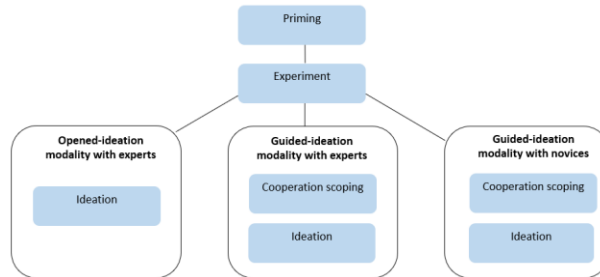 Priming
Experiment
Opened-ideation
modality with experts
Ideation
Guided-ideation
modality with experts
Cooperation scoping
Ideation
Guided-ideation
modality with novices
Cooperation scoping
Ideation